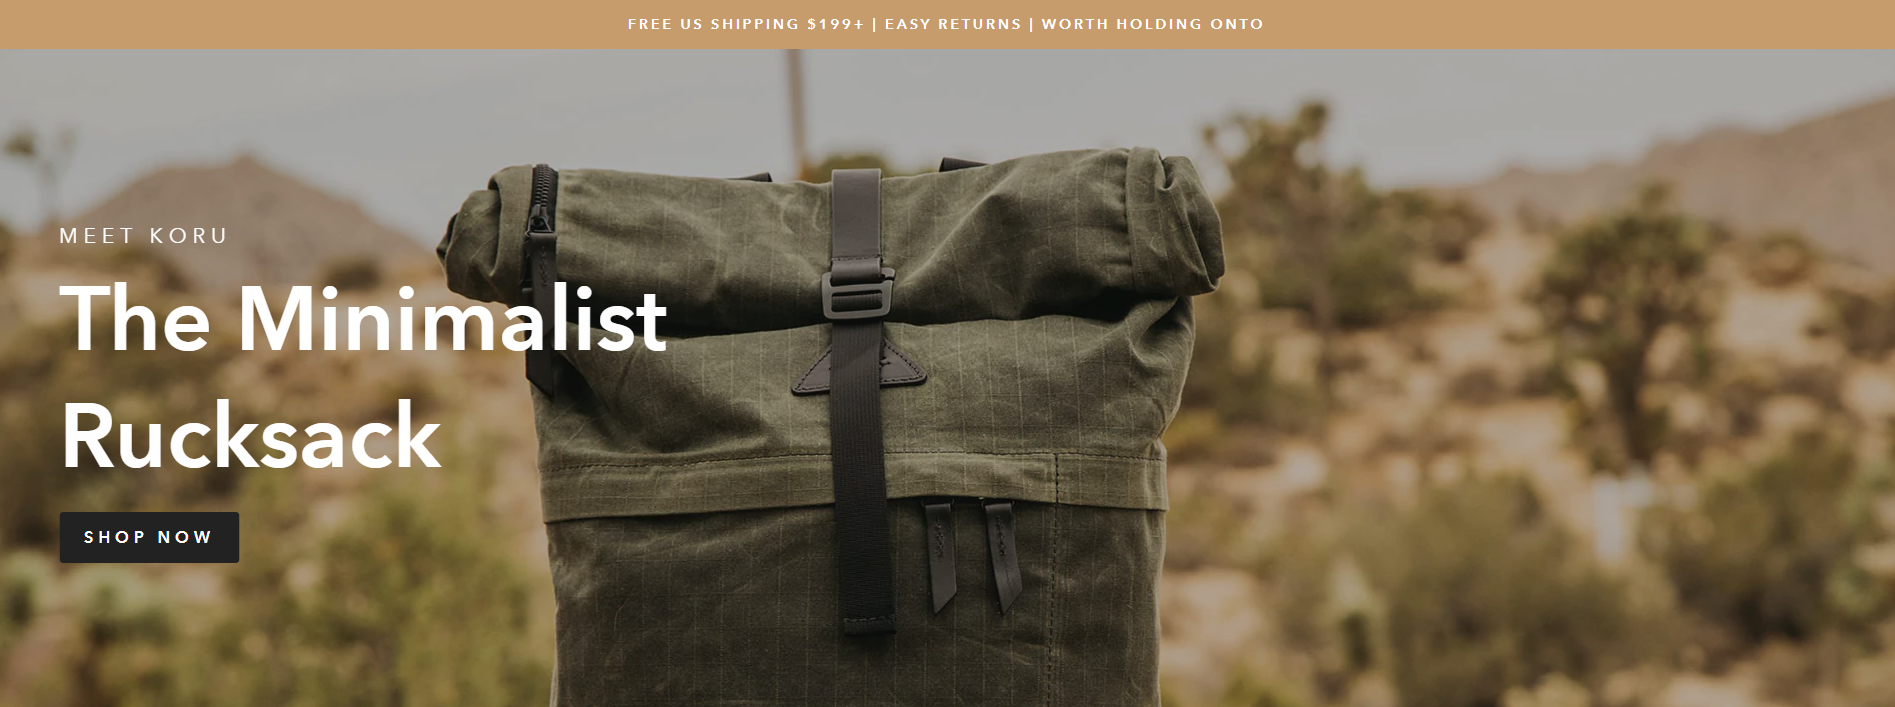 FREE US SHIPPING $199+ | EASY RETURNS | WORTH HOLDING ONTO
MEET KORU
The Minimalist
Rucksack
SHOP NOW